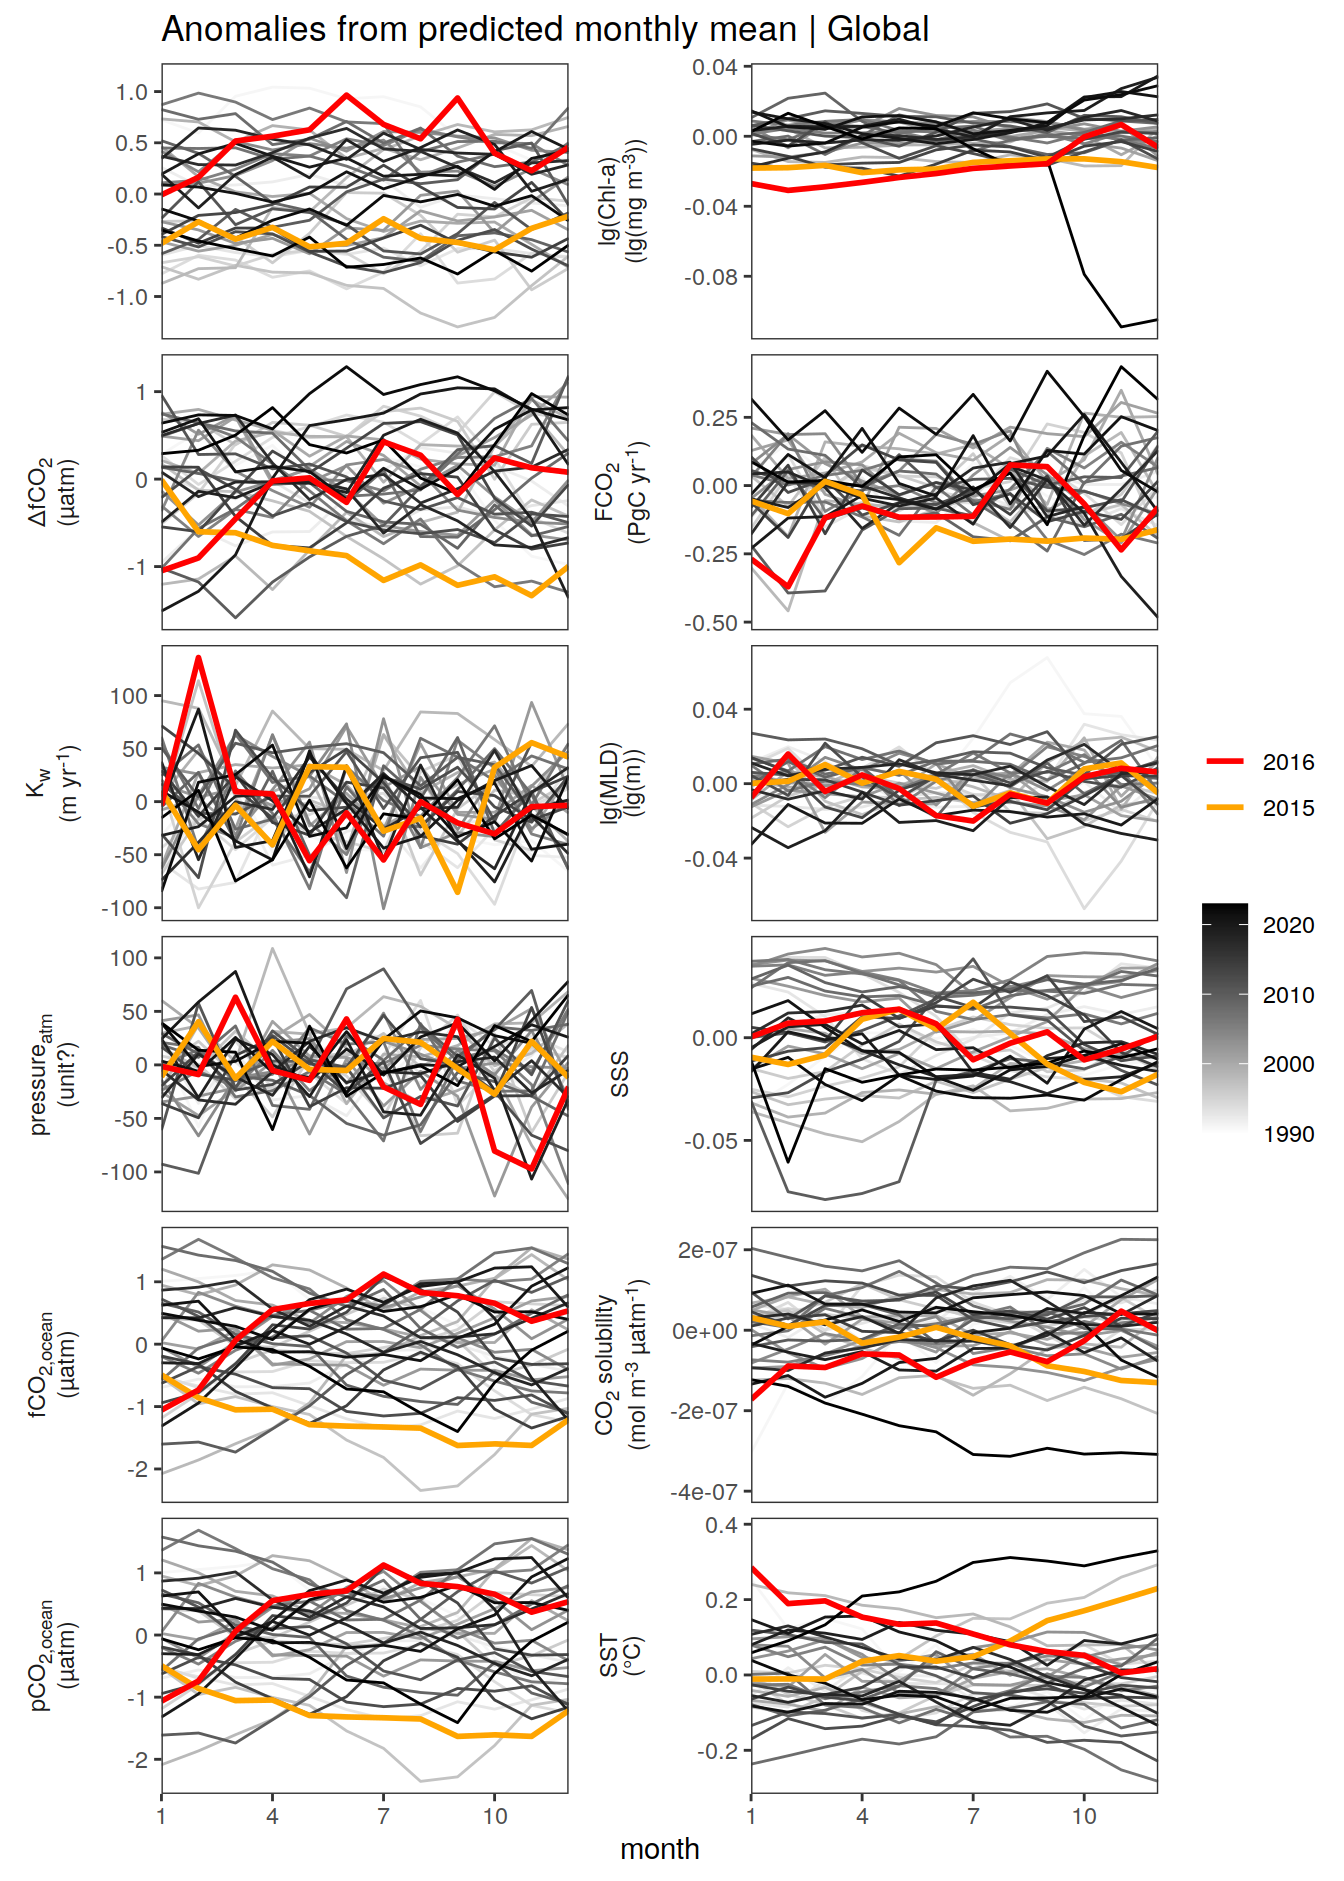 Anomalies from predicted monthly mean | Global
1.0
0.5
0.0
-0.5
-1.0
0.04
0.00
-0.04
-0.08
lg(Chl-a)
(lg(mg m⁻³))
ΔfCO₂
(µatm)
1
0
-1
FCO₂
(PgC yr⁻¹)
0.25
0.00
-0.25
-0.50
Kw
(m yr⁻¹)
100
50
0
-50
-100
lg(MLD)
(lg(m))
0.04
0.00
-0.04
pressureatm
(unit?)
100
50
0
-50
-100
SSS
0.00
-0.05
fCO2,ocean
(µatm)
1
0
-1
-2
CO₂ solubility
(mol m⁻³ µatm⁻¹)
2e-07
0e+00
-2e-07
-4e-07
pCO2,ocean
(µatm)
1
0
-1
-2
SST
(°C)
0.4
0.2
0.0
-0.2
1 4 7 10
1 4 7 10
month
2016
2015
2020
2010
2000
1990